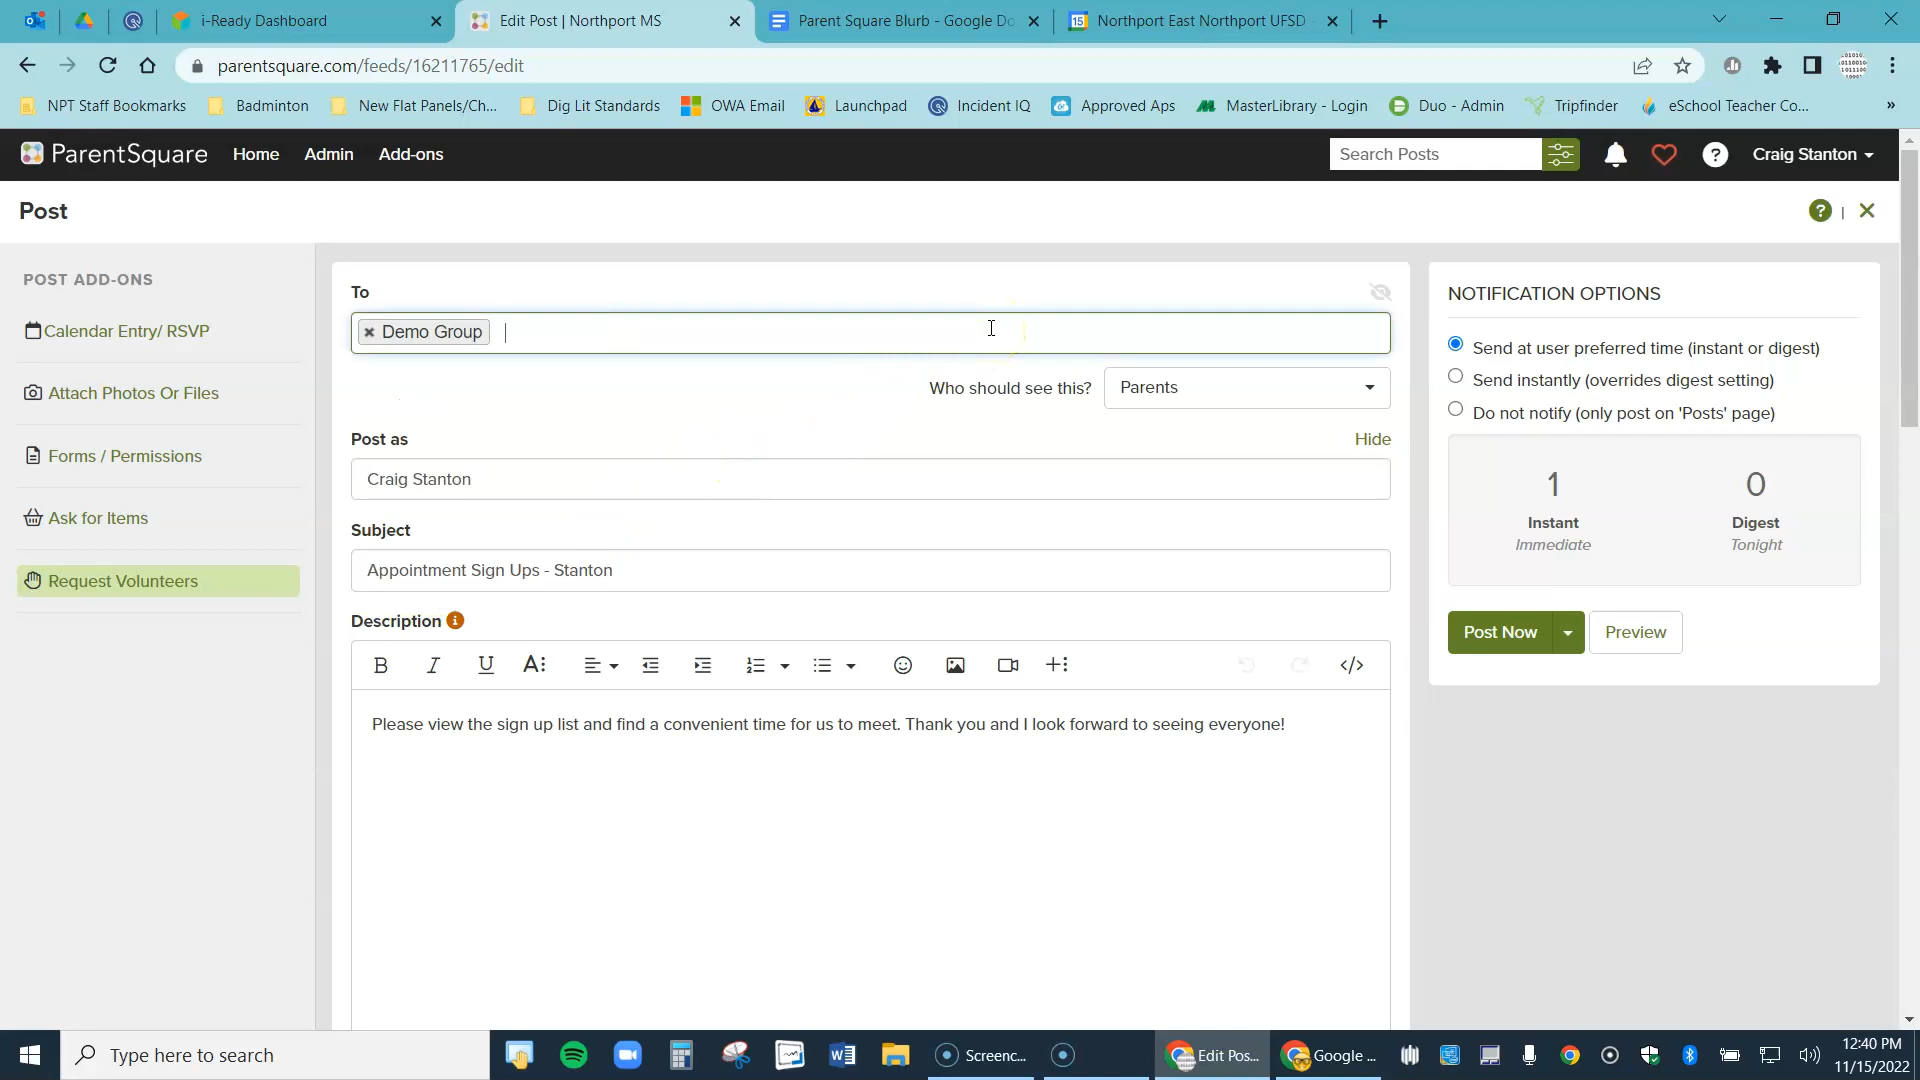 i-Ready Dashboard
Edit Post | Northport MS
Parent Square Blurb - Google Do
15
Northport East Northport UFSD
parentsquare.com/feeds/16211765/edit
NPT Staff Bookmarks
Badminton
New Flat Panels/Ch...
Dig Lit Standards
OWA Email
Launchpad
Incident IQ
Approved Aps
MasterLibrary - Login
Duo - Admin
Tripfinder
eSchool Teacher Co...
»
ParentSquare
Home
Admin
Add-ons
Search Posts
Craig Stanton
Post
POST ADD-ONS
Calendar Entry/ RSVP
Attach Photos Or Files
Forms / Permissions
Ask for Items
Request Volunteers
To
Demo Group
Who should see this?
Parents
Post as
Hide
Craig Stanton
Subject
Appointment Sign Ups - Stanton
Description
Please view the sign up list and find a convenient time for us to meet. Thank you and I look forward to seeing everyone!
NOTIFICATION OPTIONS
Send at user preferred time (instant or digest)
Send instantly (overrides digest setting)
Do not notify (only post on 'Posts' page)
1
0
Instant
Digest
Immediate
Tonight
Post Now
Preview
Type here to search
Screenc...
Edit Pos...
Google ...
12:40 PM
11/15/2022